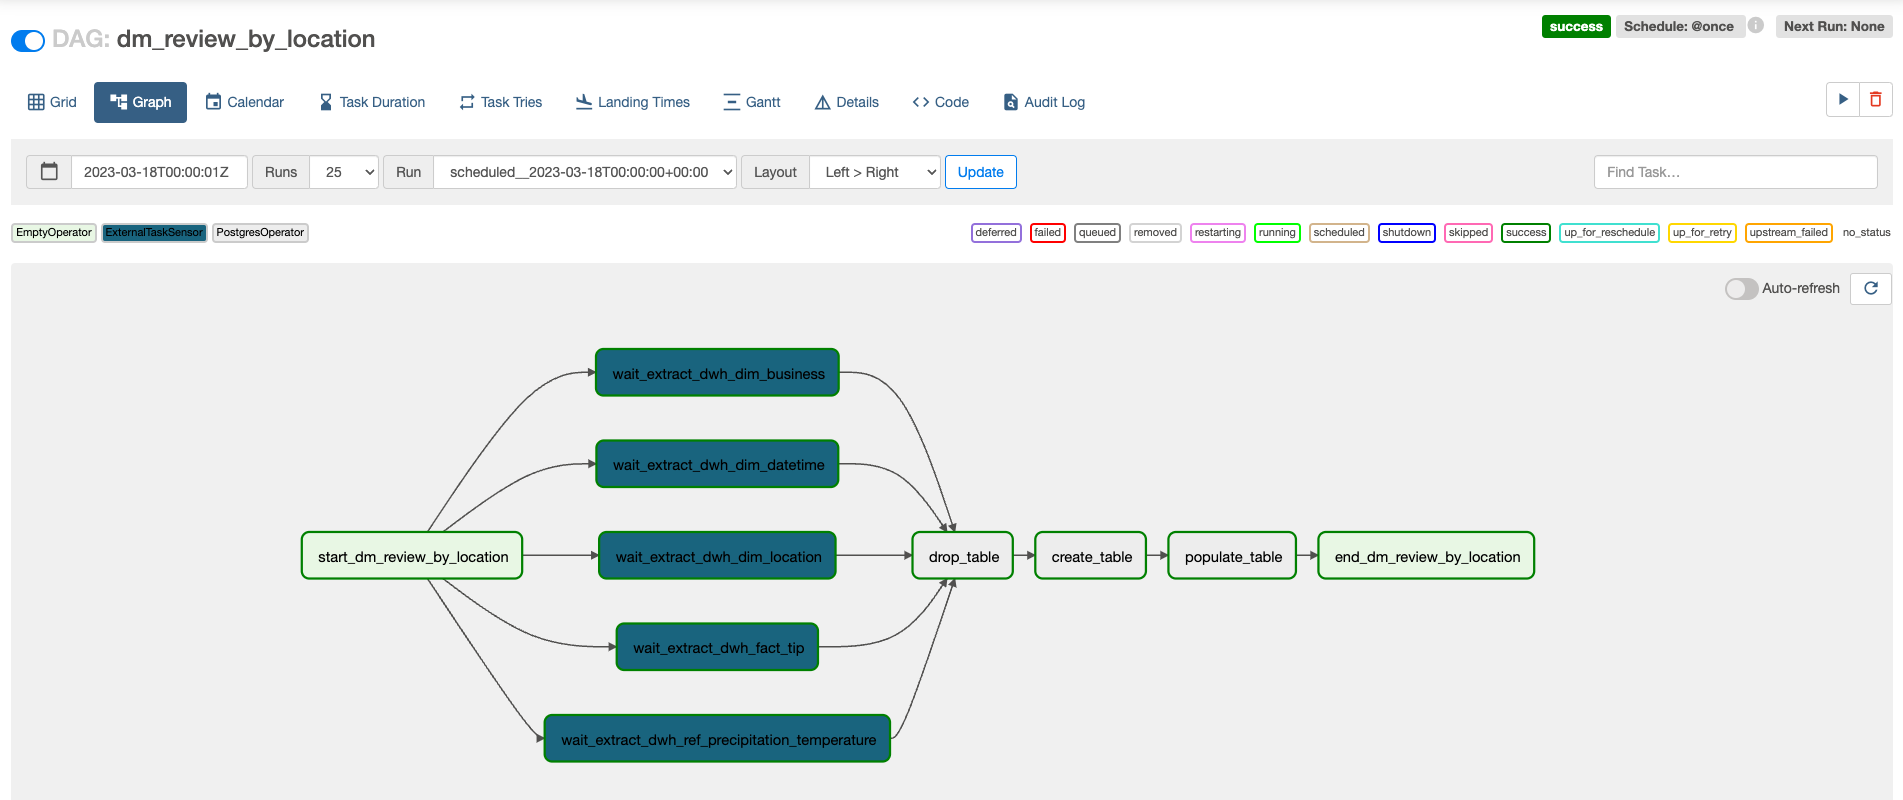 DAG: dm_review_by_location
success
Schedule: @once
Next Run: None
Grid
Graph
Calendar
Task Duration
Task Tries
Landing Times
Gantt
Details
Code
Audit Log
2023-03-18T00:00:01Z
Runs
25
Run
scheduled__2023-03-18T00:00:00+00:00
Layout
Left > Right
Update
Find Task...
EmptyOperator
ExternalTaskSensor
PostgresOperator
deferred
failed
queued
removed
restarting
running
scheduled
shutdown
skipped
success
up_for_reschedule
up_for_retry
upstream_failed
no_status
Auto-refresh
wait_extract_dwh_dim_business
wait_extract_dwh_dim_datetime
start_dm_review_by_location
wait_extract_dwh_dim_location
drop_table
create_table
populate_table
end_dm_review_by_location
wait_extract_dwh_fact_tip
wait_extract_dwh_ref_precipitation_temperature